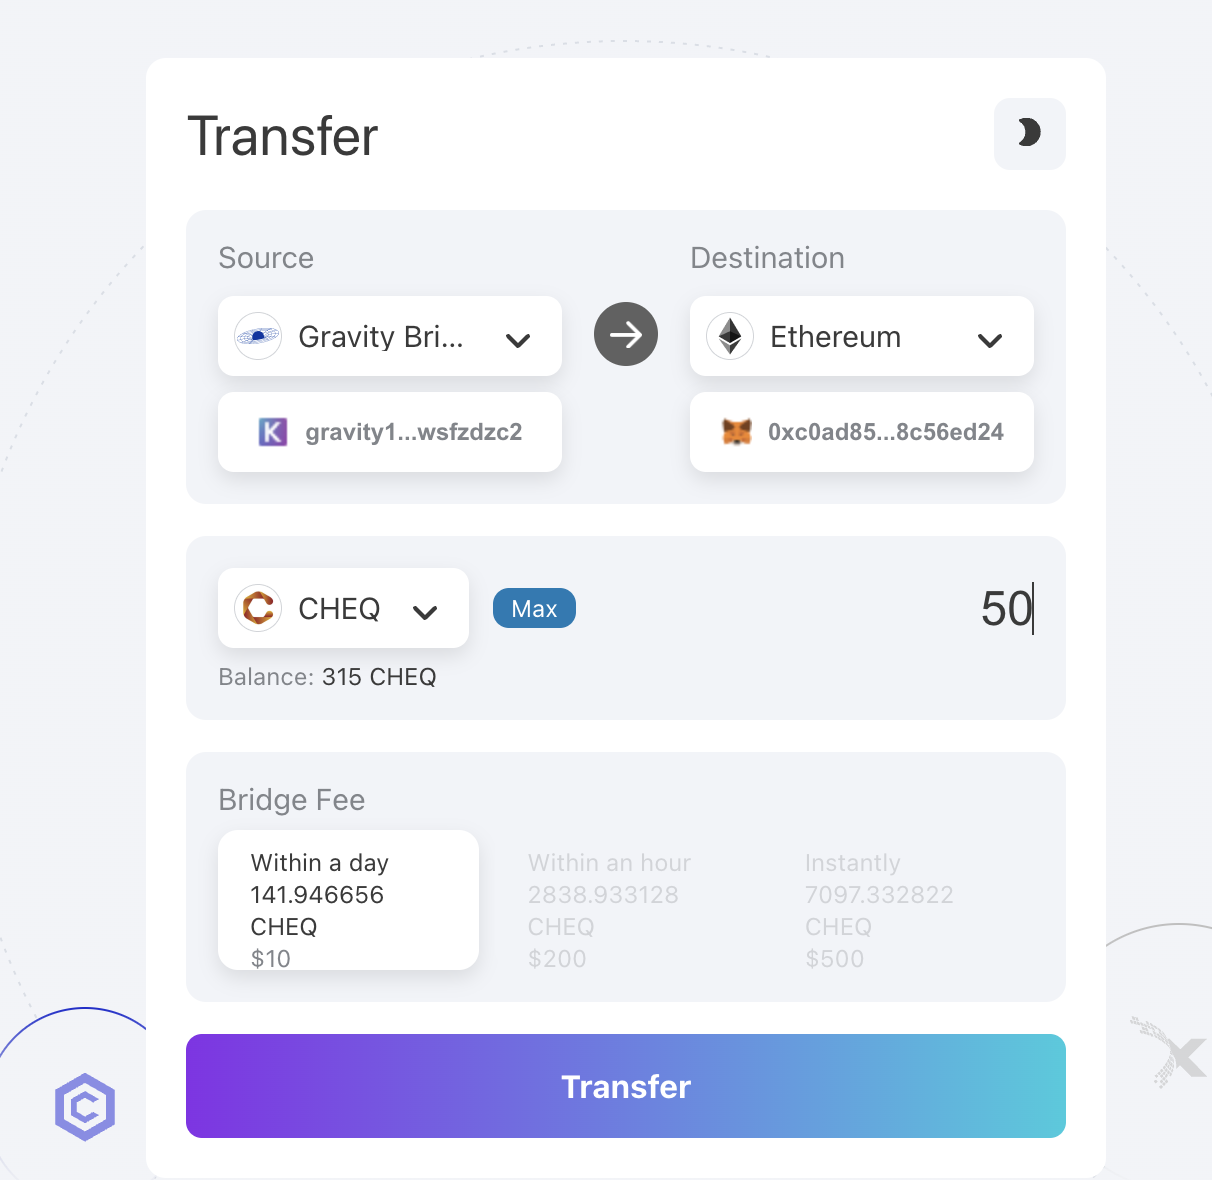 Transfer
Source
Destination
Gravity Bri...
Ethereum
gravity1...wsfzdzc2
0xc0ad85...8c56ed24
CHEQ
Max
50
Balance: 315 CHEQ
Bridge Fee
Within a day
141.946656
CHEQ
$10
Within an hour
2838.933128
CHEQ
$200
Instantly
7097.332822
CHEQ
$500
Transfer